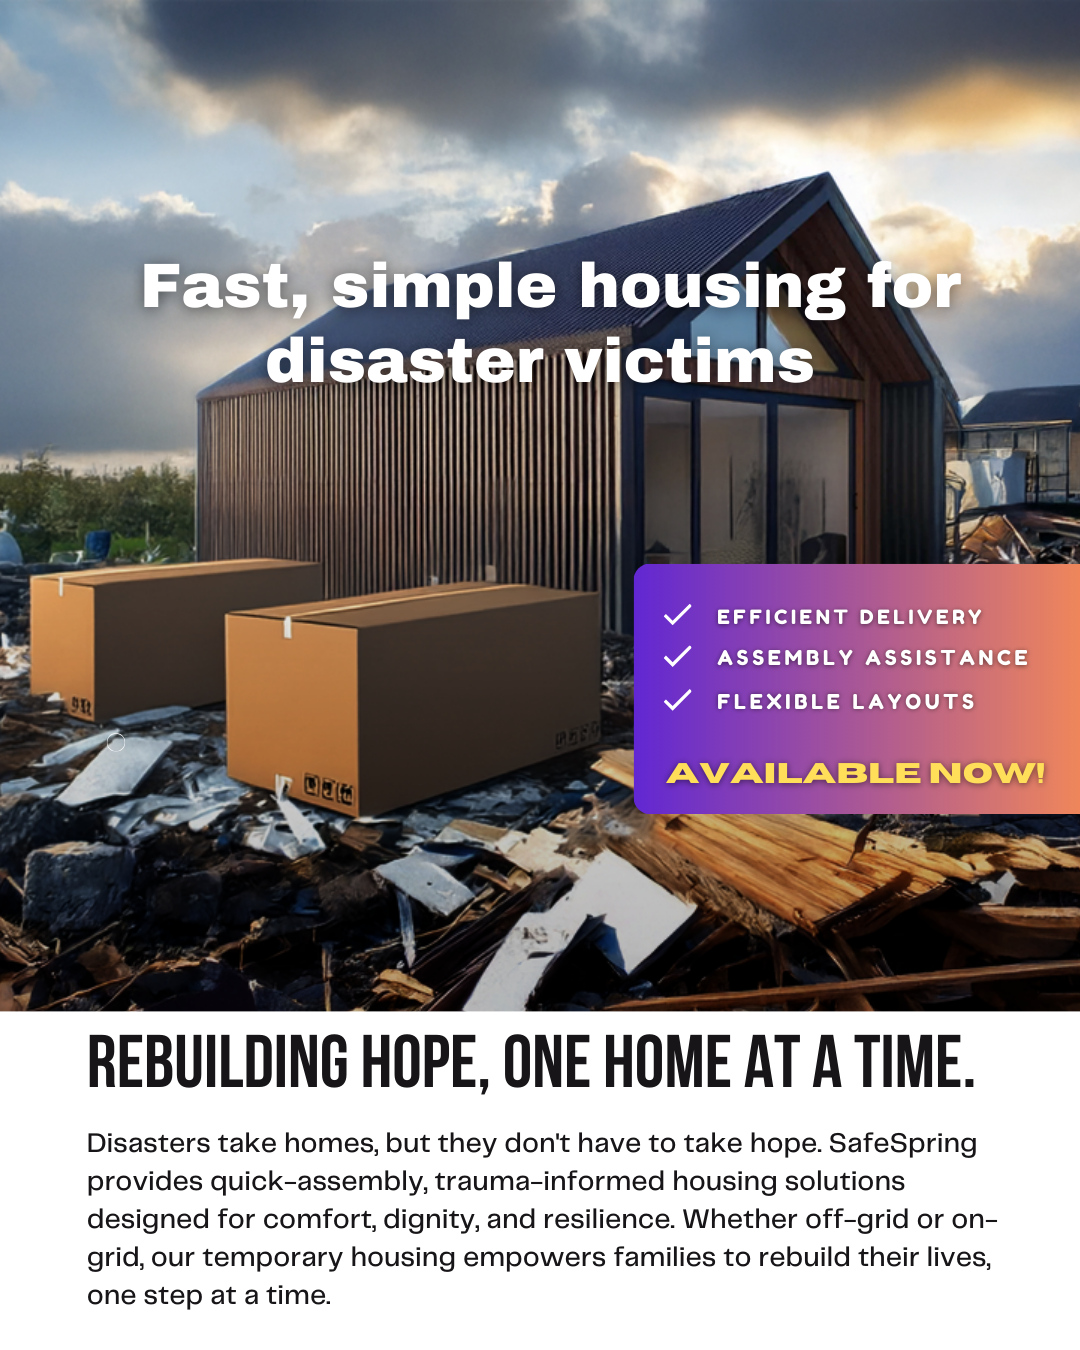 Fast, simple housing for
disaster victims
EFFICIENT DELIVERY
ASSEMBLY ASSISTANCE
FLEXIBLE LAYOUTS
AVAILABLE NOW!
REBUILDING HOPE, ONE HOME AT A TIME.
Disasters take homes, but they don't have to take hope. SafeSpring
provides quick-assembly, trauma-informed housing solutions
designed for comfort, dignity, and resilience. Whether off-grid or on-
grid, our temporary housing empowers families to rebuild their lives,
one step at a time.